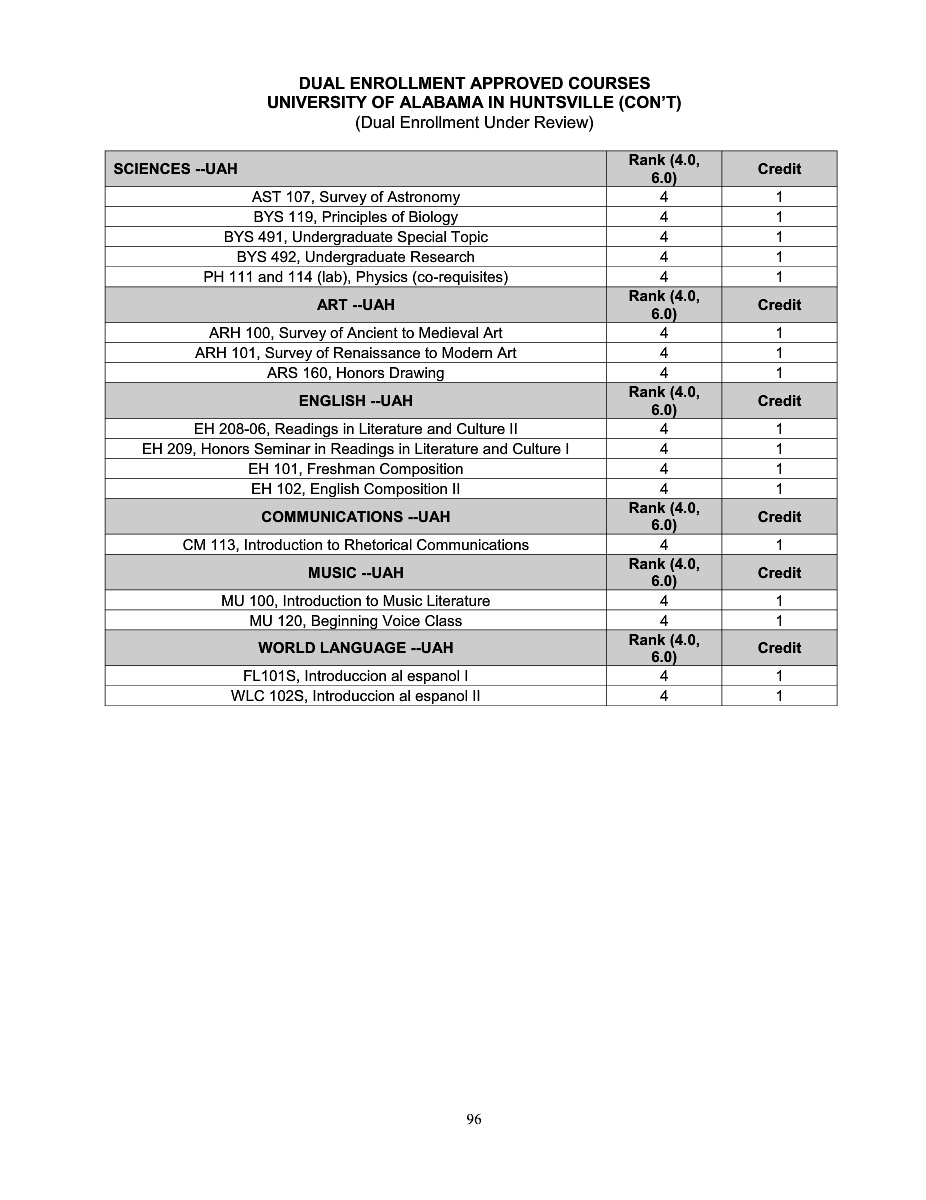 DUAL ENROLLMENT APPROVED COURSES
UNIVERSITY OF ALABAMA IN HUNTSVILLE (CON’T)
(Dual Enrollment Under Review)
SCIENCES --UAH Rank (4.0, 6.0) Credit
AST 107, Survey of Astronomy 4 1
BYS 119, Principles of Biology 4 1
BYS 491, Undergraduate Special Topic 4 1
BYS 492, Undergraduate Research 4 1
PH 111 and 114 (lab), Physics (co-requisites) 4 1
ART --UAH Rank (4.0, 6.0) Credit
ARH 100, Survey of Ancient to Medieval Art 4 1
ARH 101, Survey of Renaissance to Modern Art 4 1
ARS 160, Honors Drawing 4 1
ENGLISH --UAH Rank (4.0, 6.0) Credit
EH 208-06, Readings in Literature and Culture II 4 1
EH 209, Honors Seminar in Readings in Literature and Culture I 4 1
EH 101, Freshman Composition 4 1
EH 102, English Composition II 4 1
COMMUNICATIONS --UAH Rank (4.0, 6.0) Credit
CM 113, Introduction to Rhetorical Communications 4 1
MUSIC --UAH Rank (4.0, 6.0) Credit
MU 100, Introduction to Music Literature 4 1
MU 120, Beginning Voice Class 4 1
WORLD LANGUAGE --UAH Rank (4.0, 6.0) Credit
FL101S, Introduccion al espanol I 4 1
WLC 102S, Introduccion al espanol II 4 1
96